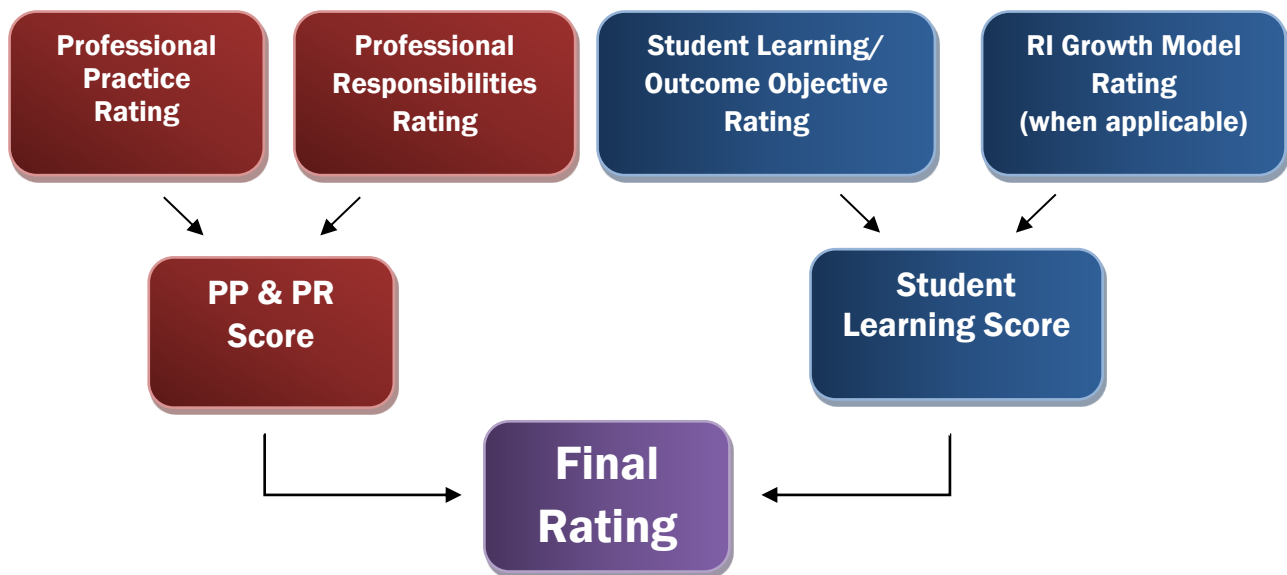 Professional
Practice
Rating
Professional
Responsibilities
Rating
Student Learning/
Outcome Objective
Rating
RI Growth Model
Rating
(when applicable)
PP & PR
Score
Student
Learning Score
Final
Rating